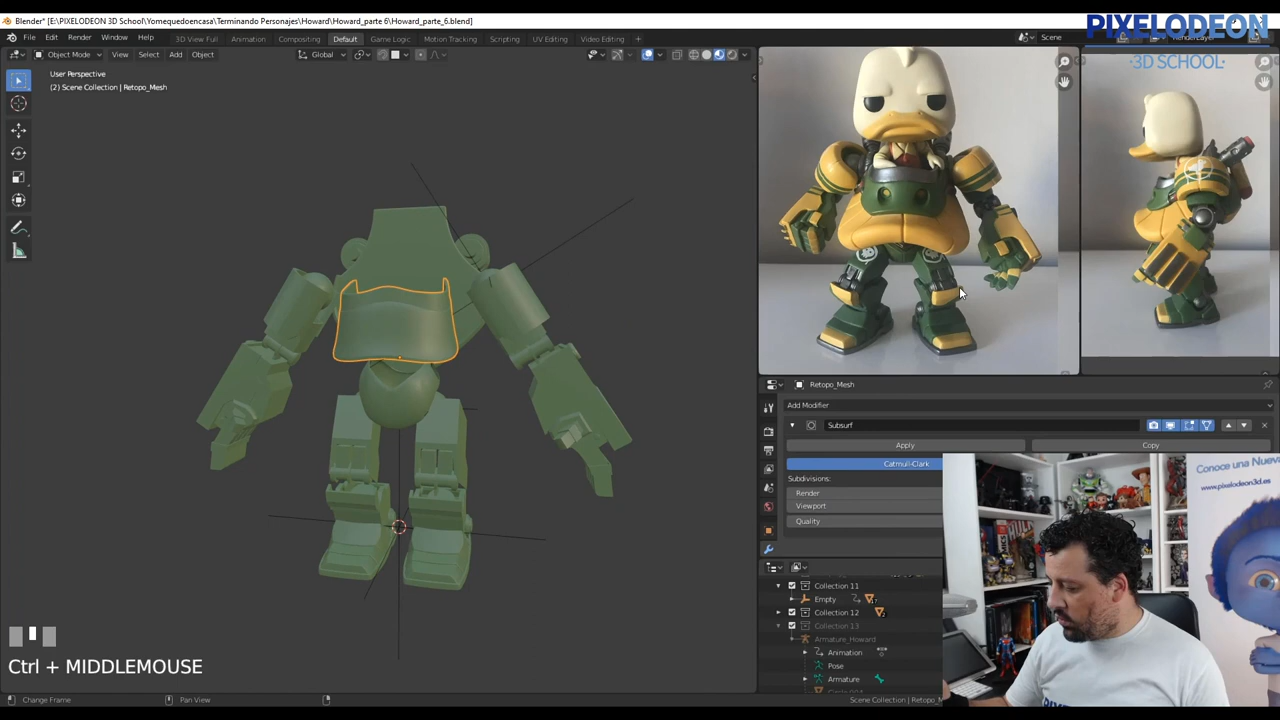 Blender* [E:\PIXELODEON 3D School\Yomequedoencasa\Terminando Personajes\Howard\Howard_parte 6\Howard_parte_6.blend]
PIXELODEON
·3D SCHOOL·
File Edit Render Window Help
3D View Full Animation Compositing Default Game Logic Motion Tracking Scripting UV Editing Video Editing +
Scene
Object Mode View Select Add Object
Global
User Perspective
(2) Scene Collection | Retopo_Mesh
Retopo_Mesh
Add Modifier
Subsurf
Apply Copy
Catmull-Clark
Subdivisions:
Render
Viewport
Quality
Conoce una Nueva
www.pixelodeon3d.es
Collection 11
Empty
Collection 12
Collection 13
Armature_Howard
Animation
Pose
Armature
Ctrl + MIDDLEMOUSE
Change Frame Pan View
Scene Collection | Retopo_M